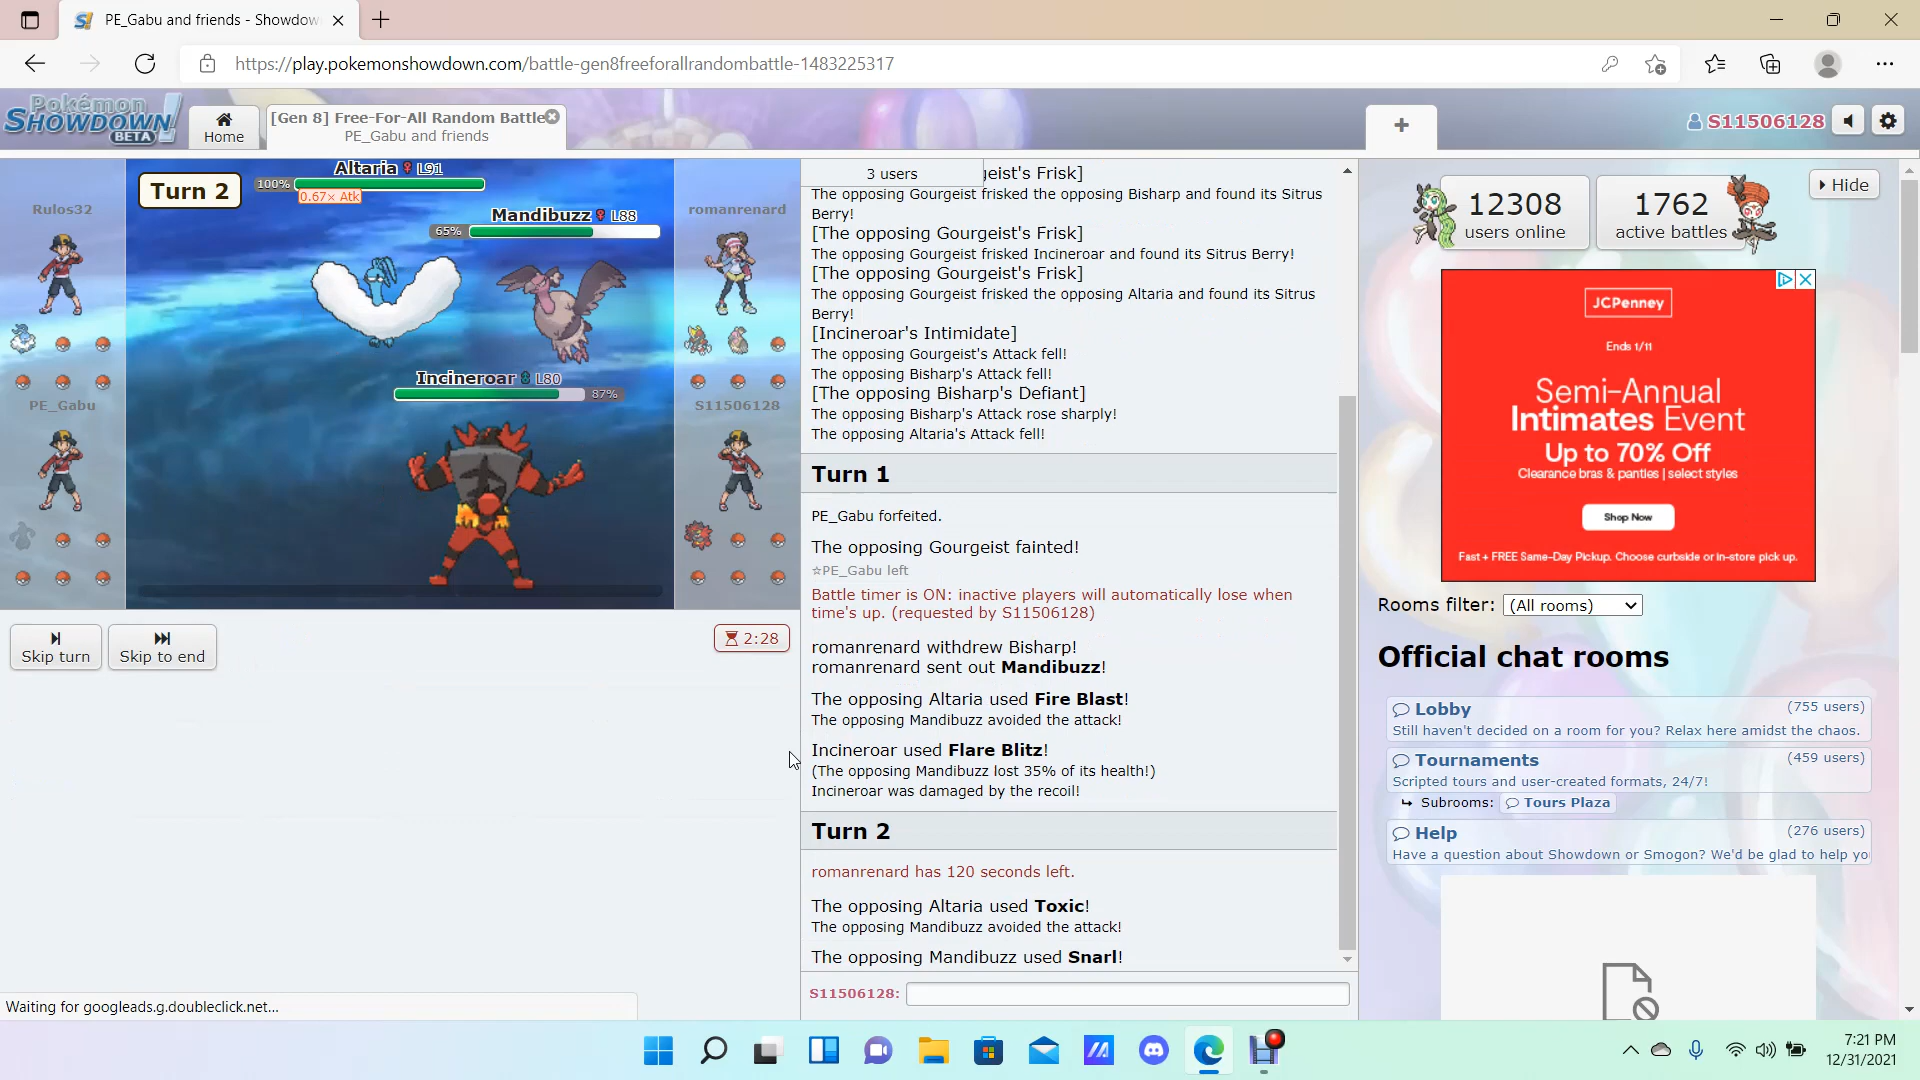 PE_Gabu and friends - Showdow
https://play.pokemonshowdown.com/battle-gen8freeforallrandombattle-1483225317
Pokémon
SHOWDOWN!
BETA
Home
[Gen 8] Free-For-All Random Battle
PE_Gabu and friends
+
S11506128
Rulos32
PE_Gabu
Turn 2
Altaria L91
100%
0.67× Atk
Mandibuzz L88
65%
Incineroar L80
87%
romanrenard
S11506128
Skip turn
Skip to end
2:28
3 users
geist's Frisk]
The opposing Gourgeist frisked the opposing Bisharp and found its Sitrus
Berry!
[The opposing Gourgeist's Frisk]
The opposing Gourgeist frisked Incineroar and found its Sitrus Berry!
[The opposing Gourgeist's Frisk]
The opposing Gourgeist frisked the opposing Altaria and found its Sitrus
Berry!
[Incineroar's Intimidate]
The opposing Gourgeist's Attack fell!
The opposing Bisharp's Attack fell!
[The opposing Bisharp's Defiant]
The opposing Bisharp's Attack rose sharply!
The opposing Altaria's Attack fell!
Turn 1
PE_Gabu forfeited.
The opposing Gourgeist fainted!
☆PE_Gabu left
Battle timer is ON: inactive players will automatically lose when
time's up. (requested by S11506128)
romanrenard withdrew Bisharp!
romanrenard sent out Mandibuzz!
The opposing Altaria used Fire Blast!
The opposing Mandibuzz avoided the attack!
Incineroar used Flare Blitz!
(The opposing Mandibuzz lost 35% of its health!)
Incineroar was damaged by the recoil!
Turn 2
romanrenard has 120 seconds left.
The opposing Altaria used Toxic!
The opposing Mandibuzz avoided the attack!
The opposing Mandibuzz used Snarl!
S11506128:
12308
users online
1762
active battles
Hide
JCPenney
Ends 1/11
Semi-Annual
Intimates Event
Up to 70% Off
Clearance bras & panties | select styles
Shop Now
Fast + FREE Same-Day Pickup. Choose curbside or in-store pick up.
Rooms filter: (All rooms)
Official chat rooms
Lobby (755 users)
Still haven't decided on a room for you? Relax here amidst the chaos.
Tournaments (459 users)
Scripted tours and user-created formats, 24/7!
Subrooms: Tours Plaza
Help (276 users)
Have a question about Showdown or Smogon? We'd be glad to help yo
Waiting for googleads.g.doubleclick.net...
7:21 PM
12/31/2021